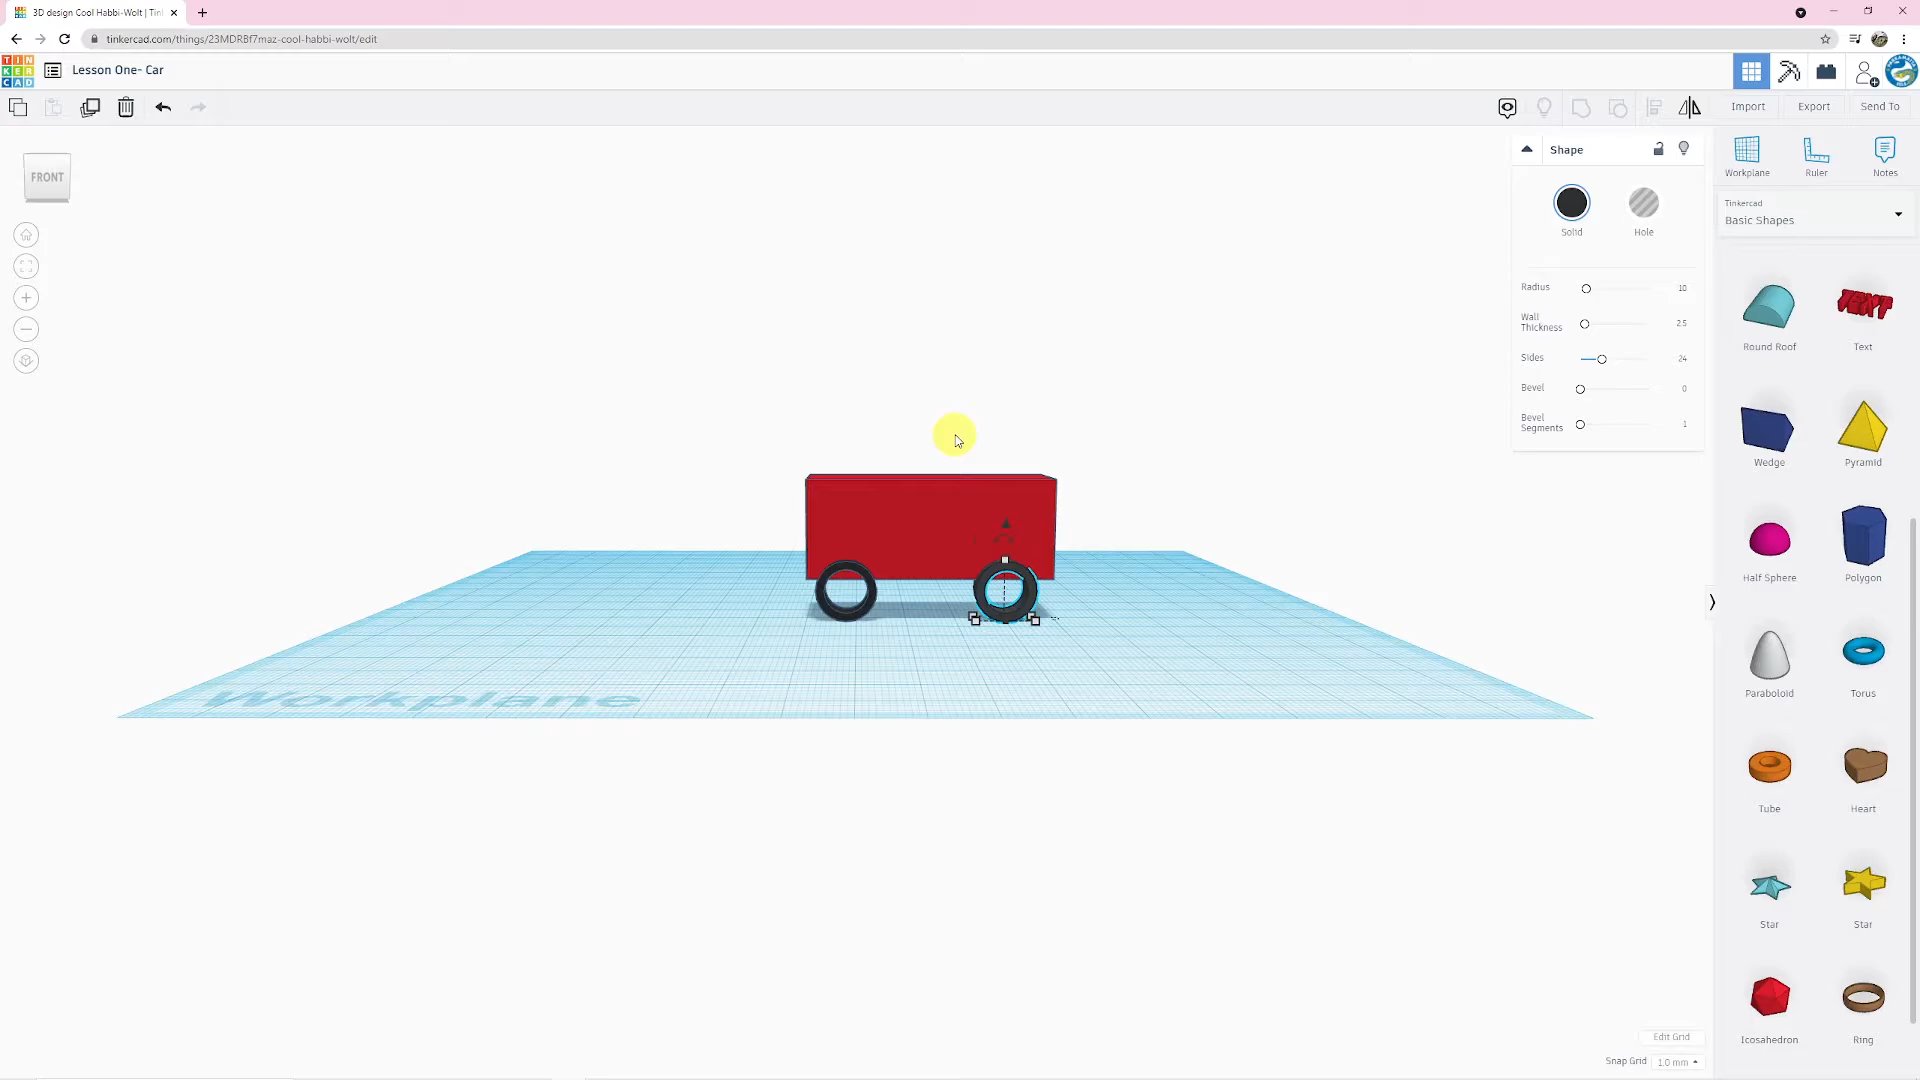 3D design Cool Habbi-Wolt | Tin
tinkercad.com/things/23MDRBf7maz-cool-habbi-wolt/edit
TIN
KER
CAD
Lesson One- Car
Import
Export
Send To
FRONT
Shape
Solid
Hole
Radius
10
Wall
Thickness
2.5
Sides
24
Bevel
0
Bevel
Segments
1
Workplane
Ruler
Notes
Tinkercad
Basic Shapes
TEXT
Round Roof
Text
Wedge
Pyramid
Half Sphere
Polygon
Paraboloid
Torus
Tube
Heart
Star
Star
Icosahedron
Ring
Workplane
Edit Grid
Snap Grid
1.0 mm